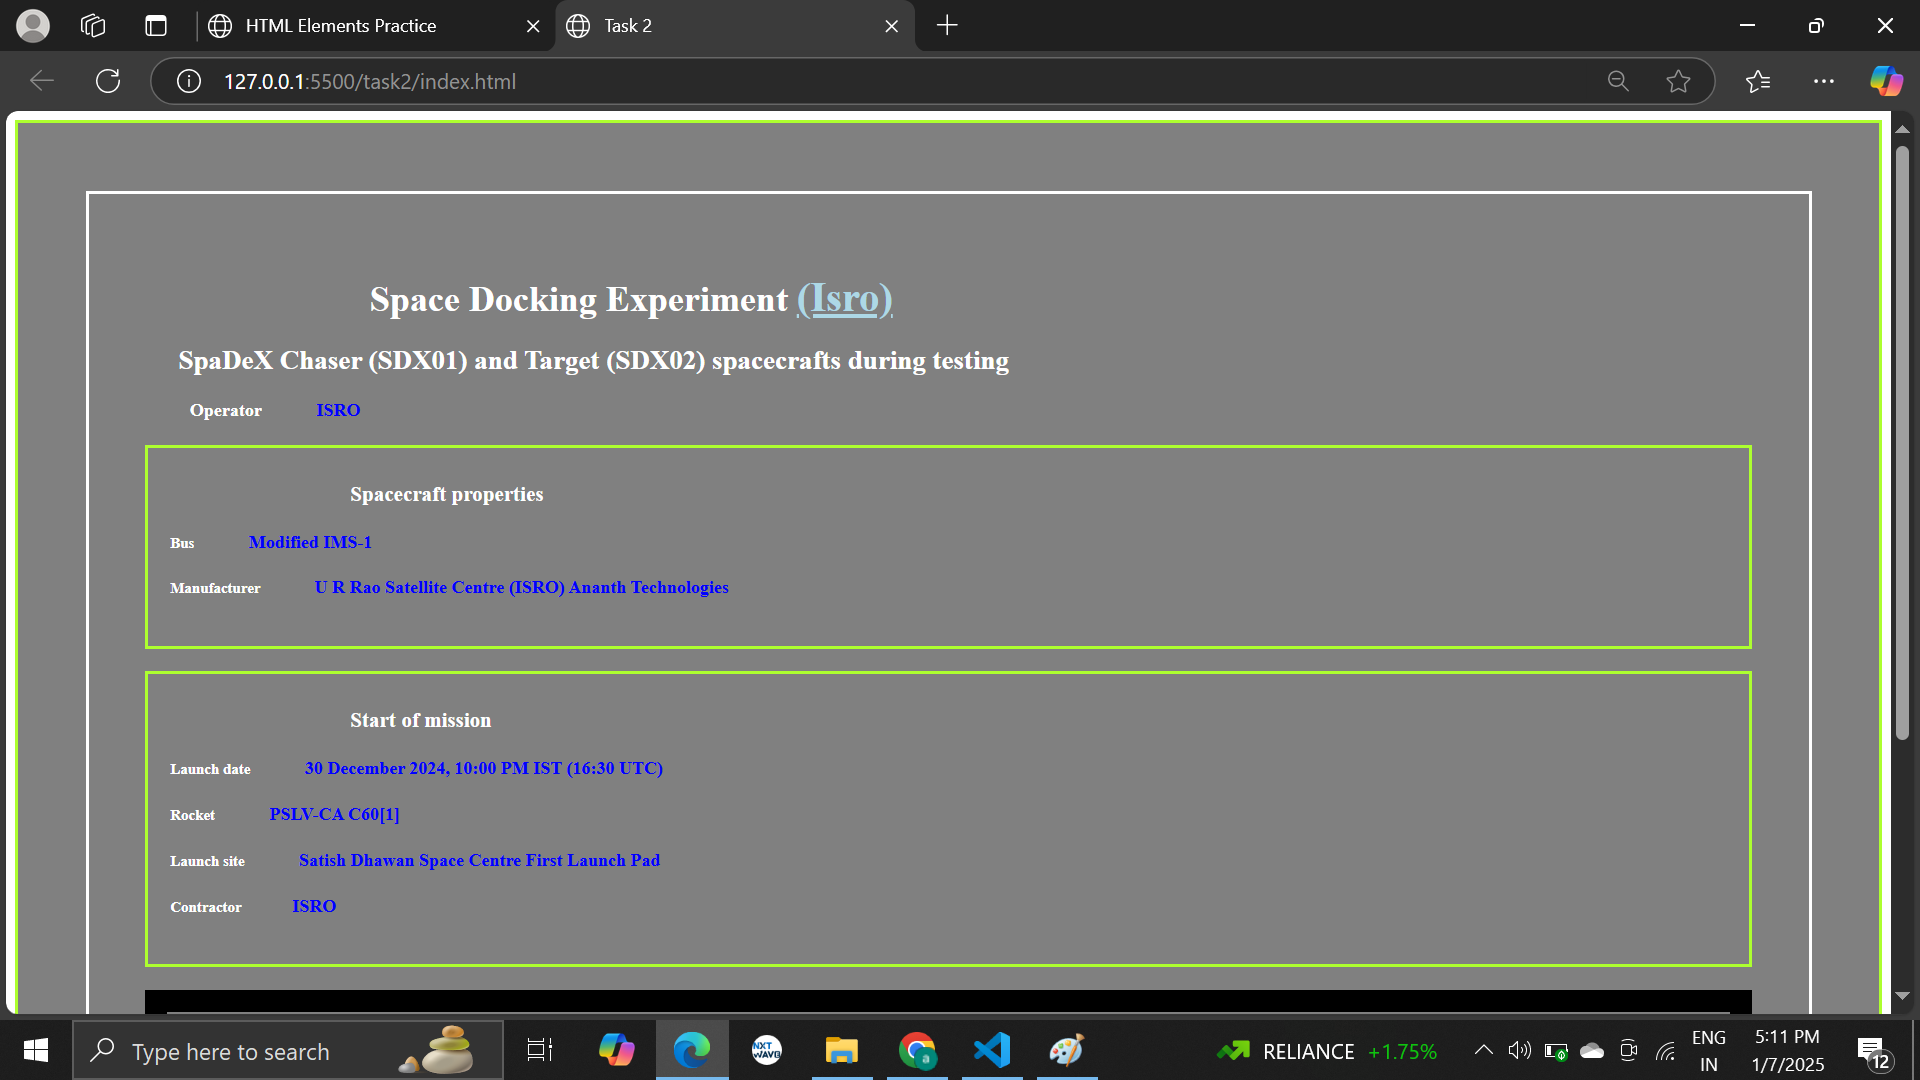 HTML Elements Practice
Task 2
127.0.0.1:5500/task2/index.html
Space Docking Experiment (Isro)
SpaDeX Chaser (SDX01) and Target (SDX02) spacecrafts during testing
Operator ISRO
Spacecraft properties
Bus Modified IMS-1
Manufacturer U R Rao Satellite Centre (ISRO) Ananth Technologies
Start of mission
Launch date 30 December 2024, 10:00 PM IST (16:30 UTC)
Rocket PSLV-CA C60[1]
Launch site Satish Dhawan Space Centre First Launch Pad
Contractor ISRO
Type here to search
NXT WAVE
a
RELIANCE +1.75%
ENG
IN
5:11 PM
1/7/2025
12